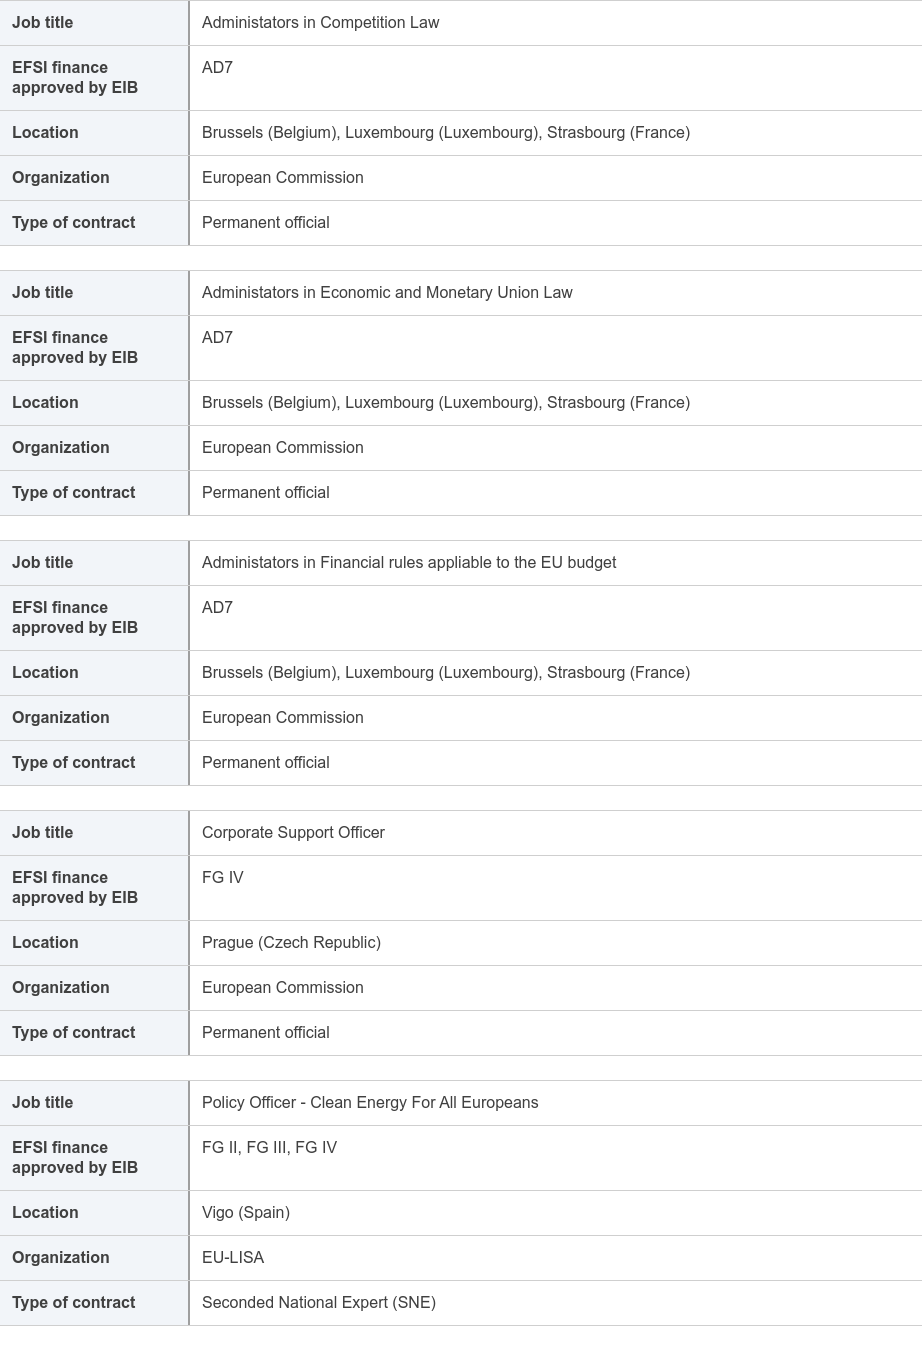 Job title Administators in Competition Law
EFSI finance AD7
approved by EIB
Location Brussels (Belgium), Luxembourg (Luxembourg), Strasbourg (France)
Organization European Commission
Type of contract Permanent official
Job title Administators in Economic and Monetary Union Law
EFSI finance AD7
approved by EIB
Location Brussels (Belgium), Luxembourg (Luxembourg), Strasbourg (France)
Organization European Commission
Type of contract Permanent official
Job title Administators in Financial rules appliable to the EU budget
EFSI finance AD7
approved by EIB
Location Brussels (Belgium), Luxembourg (Luxembourg), Strasbourg (France)
Organization European Commission
Type of contract Permanent official
Job title Corporate Support Officer
EFSI finance FG IV
approved by EIB
Location Prague (Czech Republic)
Organization European Commission
Type of contract Permanent official
Job title Policy Officer - Clean Energy For All Europeans
EFSI finance FG II, FG III, FG IV
approved by EIB
Location Vigo (Spain)
Organization EU-LISA
Type of contract Seconded National Expert (SNE)